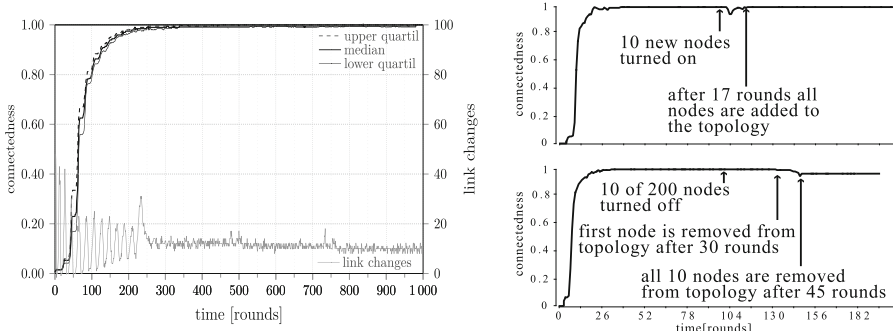 1.00
0.80
0.60
0.40
0.20
0.00
connectedness
100
80
60
40
20
0
link changes
upper quartil
median
lower quartil
link changes
0 100 200 300 400 500 600 700 800 900 1 000
time [rounds]
1
0.8
0.6
0.4
0.2
0
connectedness
10 new nodes
turned on
after 17 rounds all
nodes are added to
the topology
1
0.8
0.6
0.4
0.2
0
connectedness
10 of 200 nodes
turned off
first node is removed from
topology after 30 rounds
all 10 nodes are removed
from topology after 45 rounds
0 26 52 78 104 130 156 182
time[rounds]